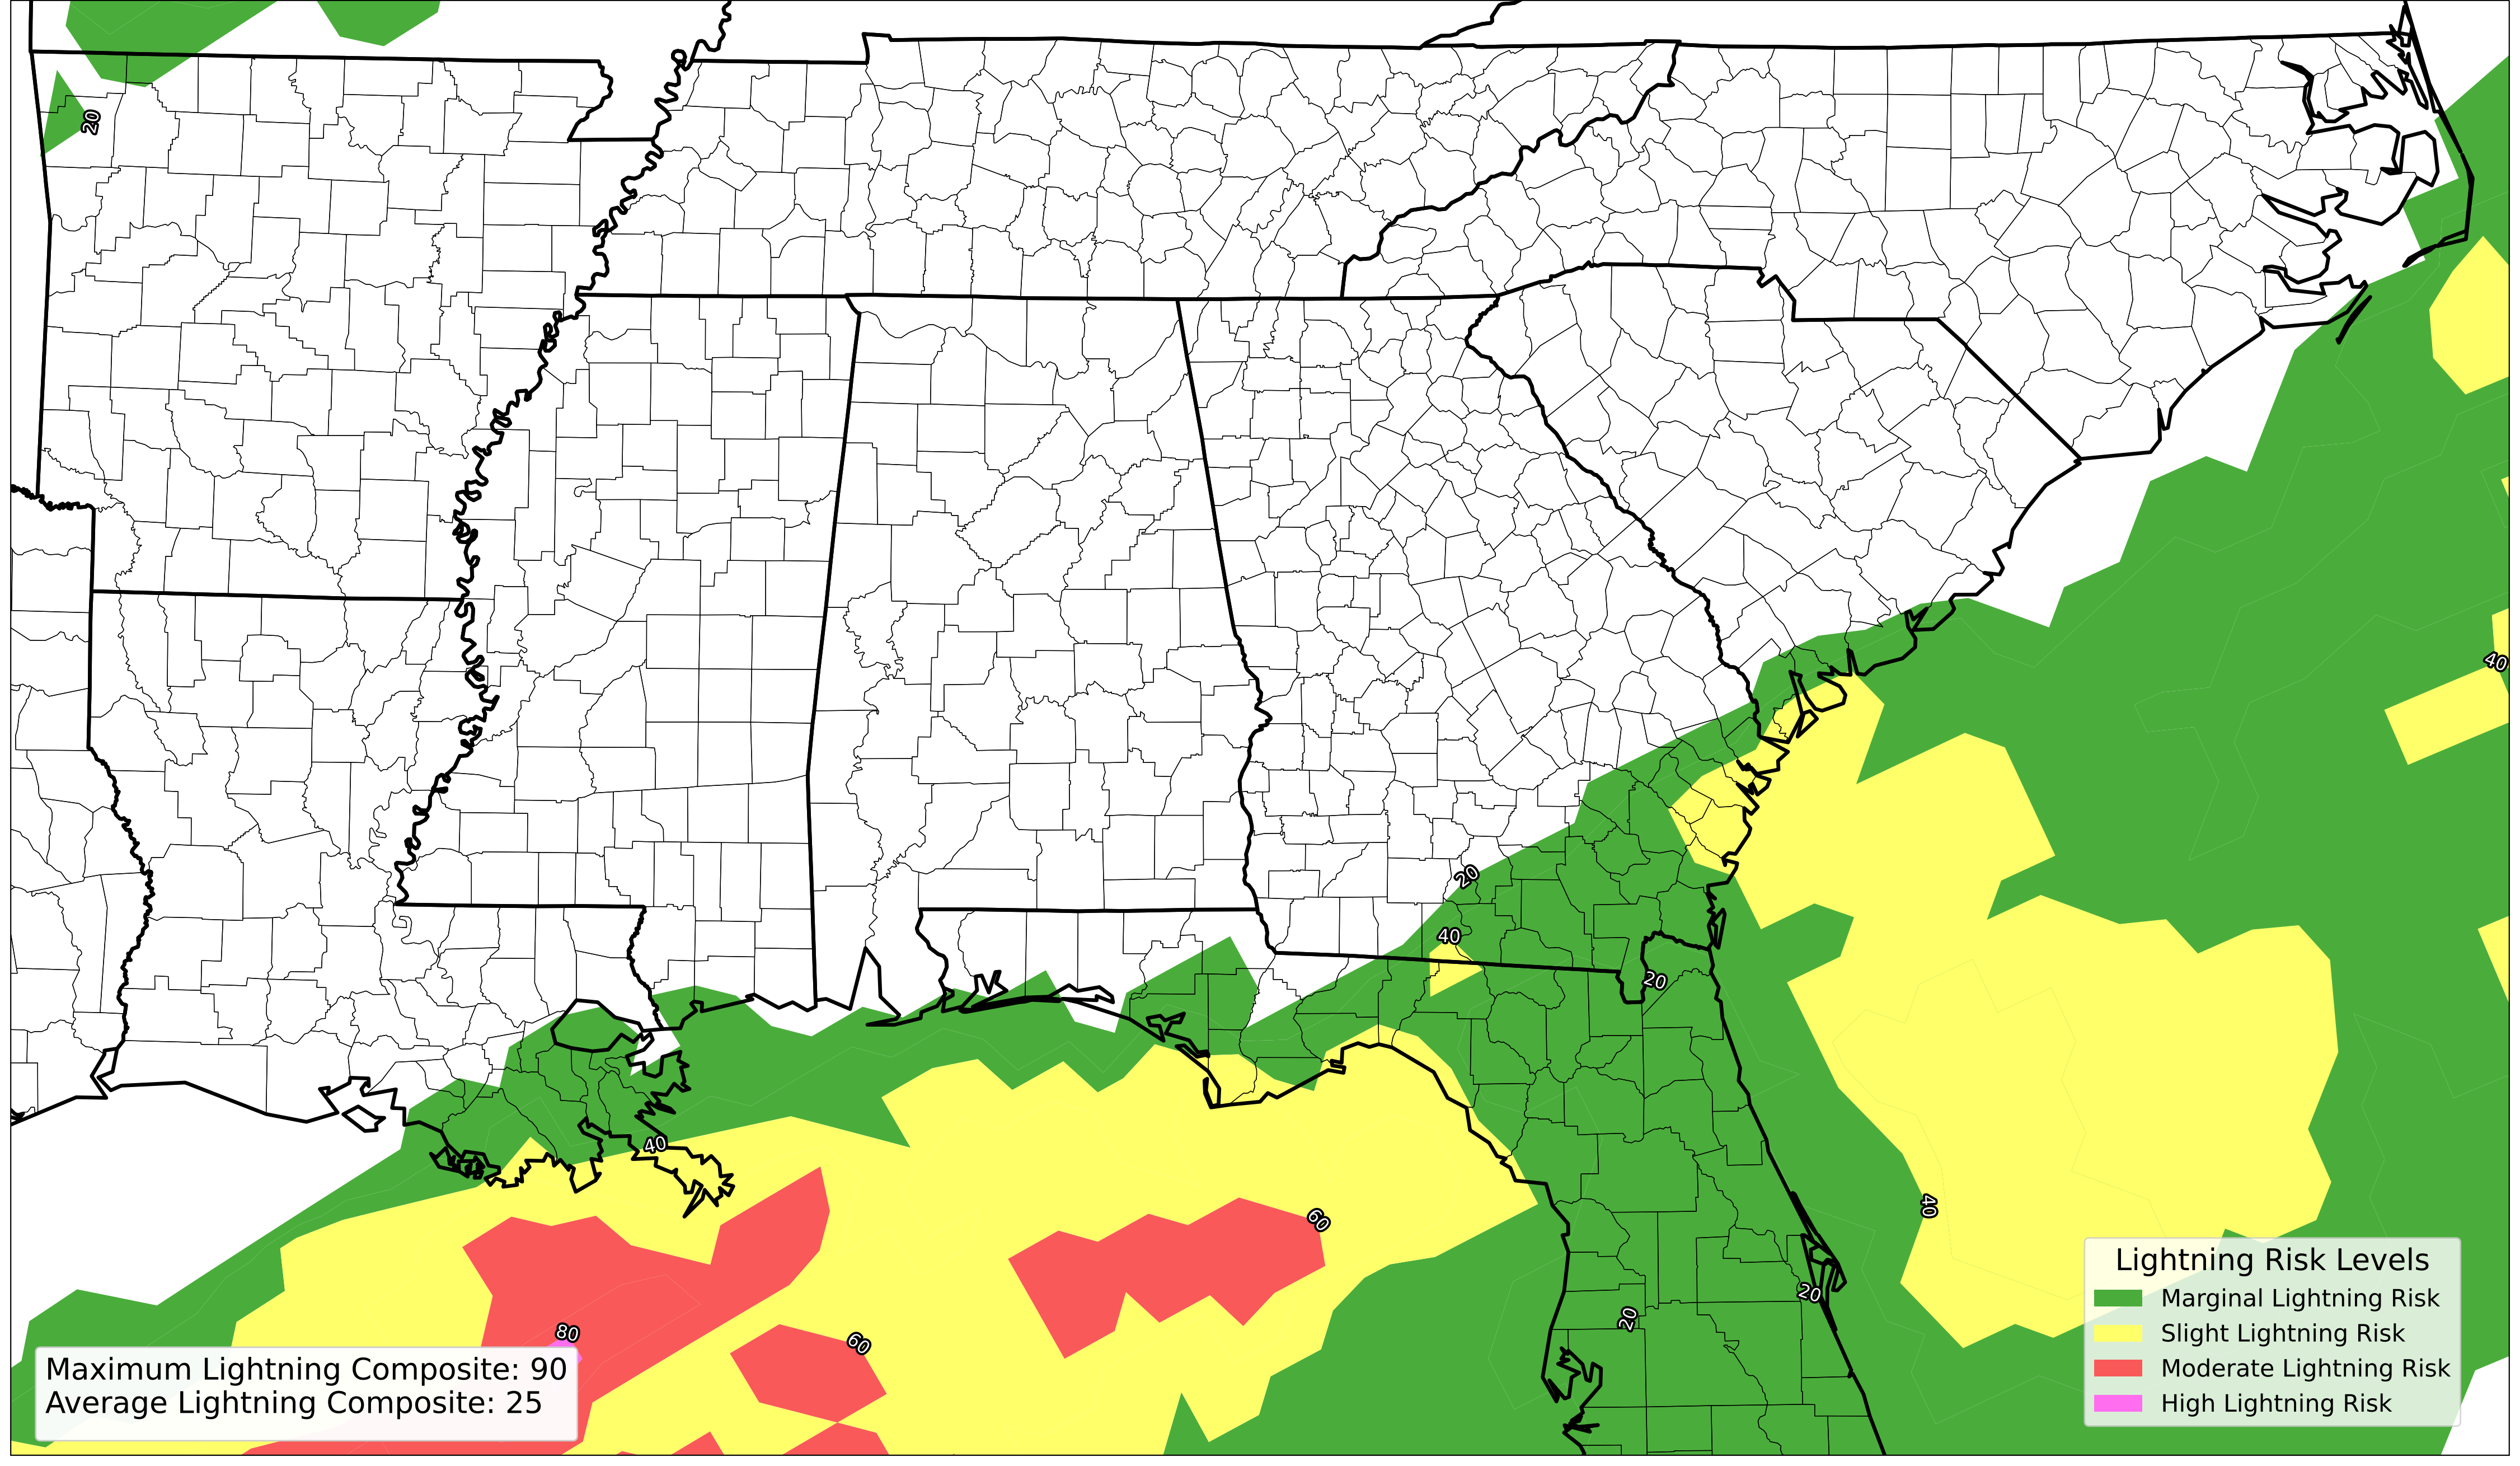 20
20
40
20
40
40
40
60
20
20
60
80
Maximum Lightning Composite: 90
Average Lightning Composite: 25
Lightning Risk Levels
Marginal Lightning Risk
Slight Lightning Risk
Moderate Lightning Risk
High Lightning Risk